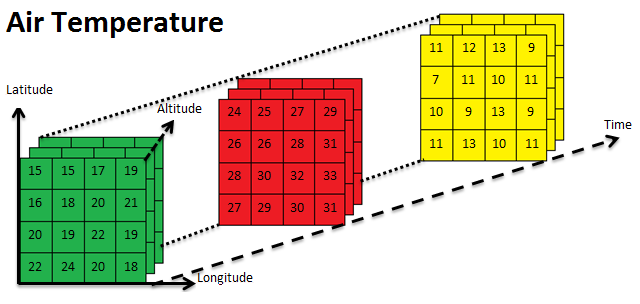 Air Temperature
Latitude
Altitude
Time
Longitude
15 15 17 19
16 18 20 21
20 19 22 19
22 24 20 18
24 25 27 29
26 26 28 31
28 30 32 33
27 29 30 31
11 12 13 9
7 11 10 11
10 9 13 9
11 13 10 11